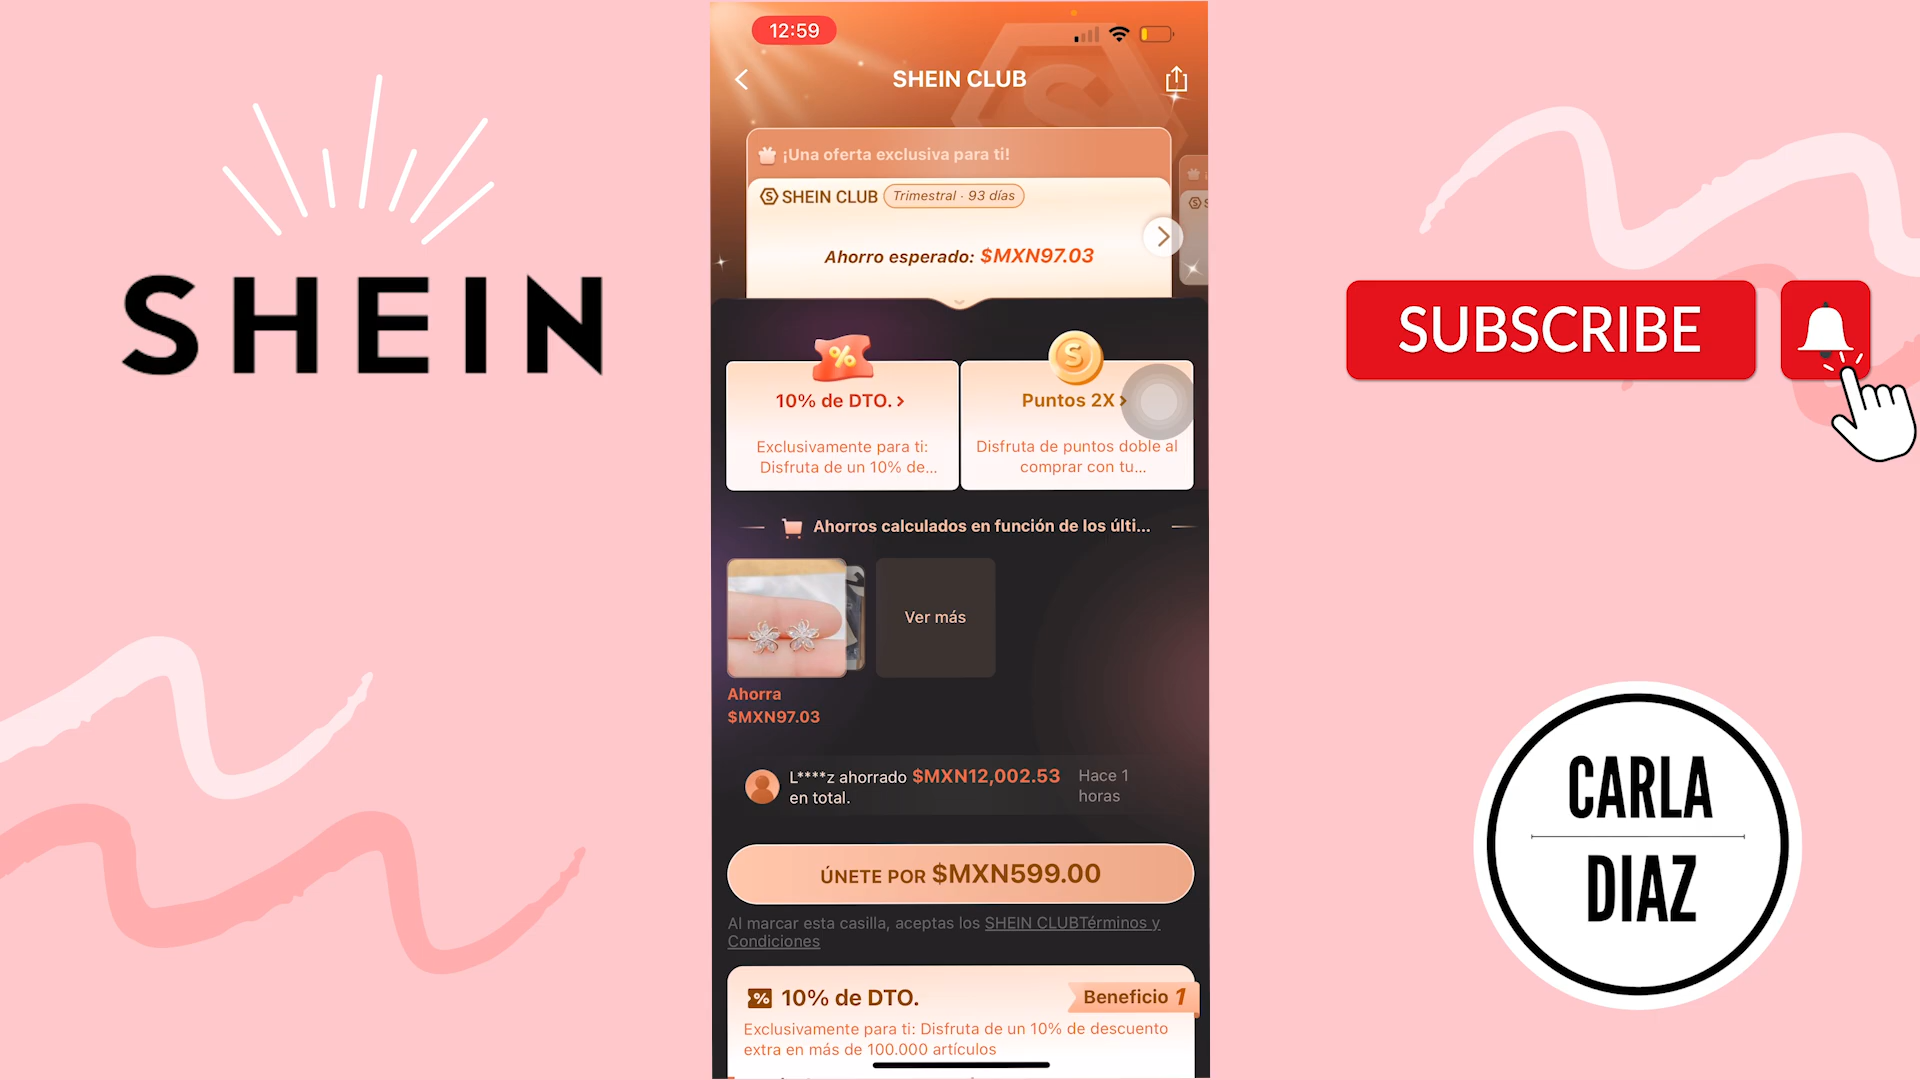 12:59
SHEIN CLUB
¡Una oferta exclusiva para ti!
SHEIN CLUB Trimestral · 93 días
Ahorro esperado: $MXN97.03
10% de DTO. >
Exclusivamente para ti:
Disfruta de un 10% de...
Puntos 2X >
Disfruta de puntos doble al
comprar con tu...
Ahorros calculados en función de los últi...
Ver más
Ahorra
$MXN97.03
L****z ahorrado $MXN12,002.53
en total.
Hace 1
horas
ÚNETE POR $MXN599.00
Al marcar esta casilla, aceptas los SHEIN CLUBTérminos y
Condiciones
10% de DTO.
Beneficio 1
Exclusivamente para ti: Disfruta de un 10% de descuento
extra en más de 100.000 artículos
SHEIN
SUBSCRIBE
CARLA
DIAZ